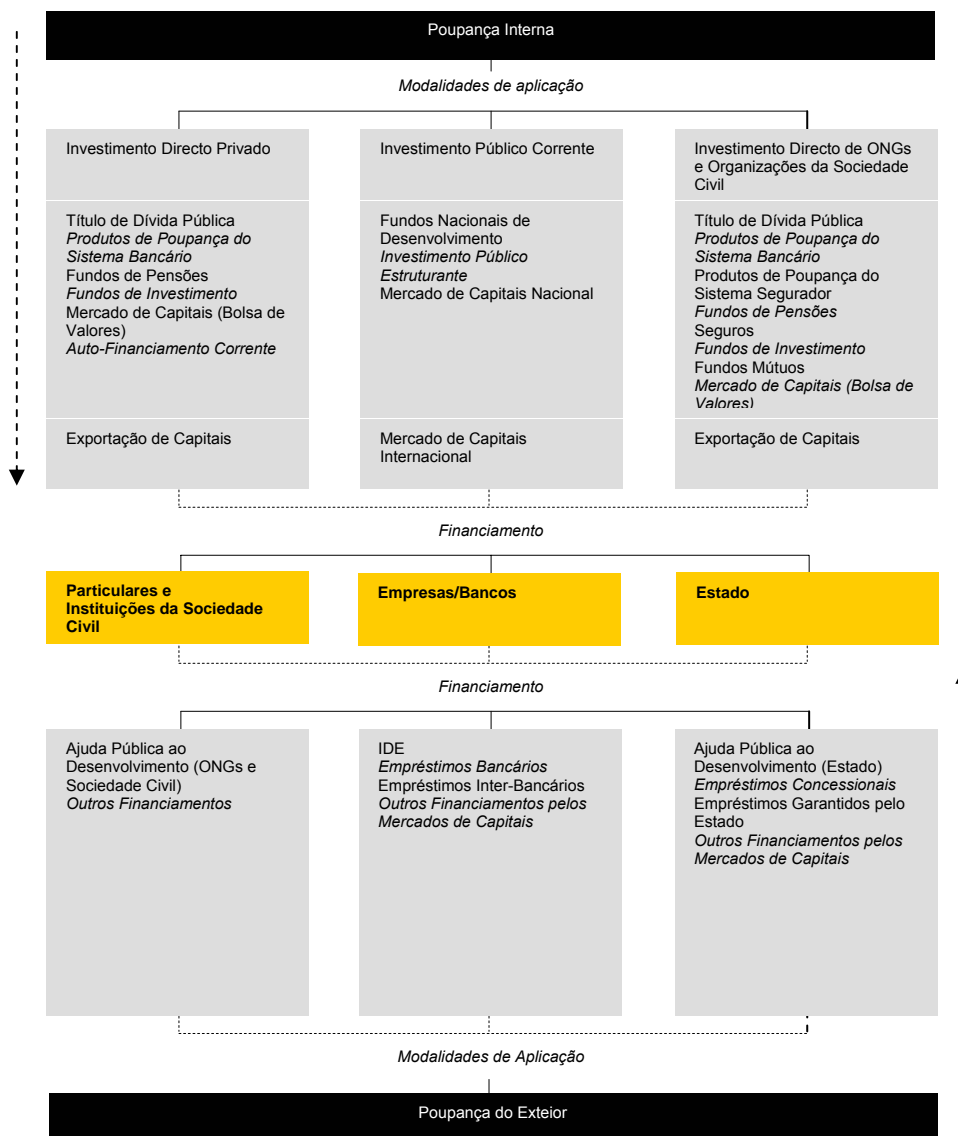 Poupança Interna
Modalidades de aplicação
Investimento Directo Privado
Título de Dívida Pública
Produtos de Poupança do
Sistema Bancário
Fundos de Pensões
Fundos de Investimento
Mercado de Capitais (Bolsa de
Valores)
Auto-Financiamento Corrente
Exportação de Capitais
Investimento Público Corrente
Fundos Nacionais de
Desenvolvimento
Investimento Público
Estruturante
Mercado de Capitais Nacional
Mercado de Capitais
Internacional
Investimento Directo de ONGs
e Organizações da Sociedade
Civil
Título de Dívida Pública
Produtos de Poupança do
Sistema Bancário
Produtos de Poupança do
Sistema Segurador
Fundos de Pensões
Seguros
Fundos de Investimento
Fundos Mútuos
Mercado de Capitais (Bolsa de
Valores)
Exportação de Capitais
Financiamento
Particulares e
Instituições da Sociedade
Civil
Empresas/Bancos
Estado
Financiamento
Ajuda Pública ao
Desenvolvimento (ONGs e
Sociedade Civil)
Outros Financiamentos
IDE
Empréstimos Bancários
Empréstimos Inter-Bancários
Outros Financiamentos pelos
Mercados de Capitais
Ajuda Pública ao
Desenvolvimento (Estado)
Empréstimos Concessionais
Empréstimos Garantidos pelo
Estado
Outros Financiamentos pelos
Mercados de Capitais
Modalidades de Aplicação
Poupança do Exteior